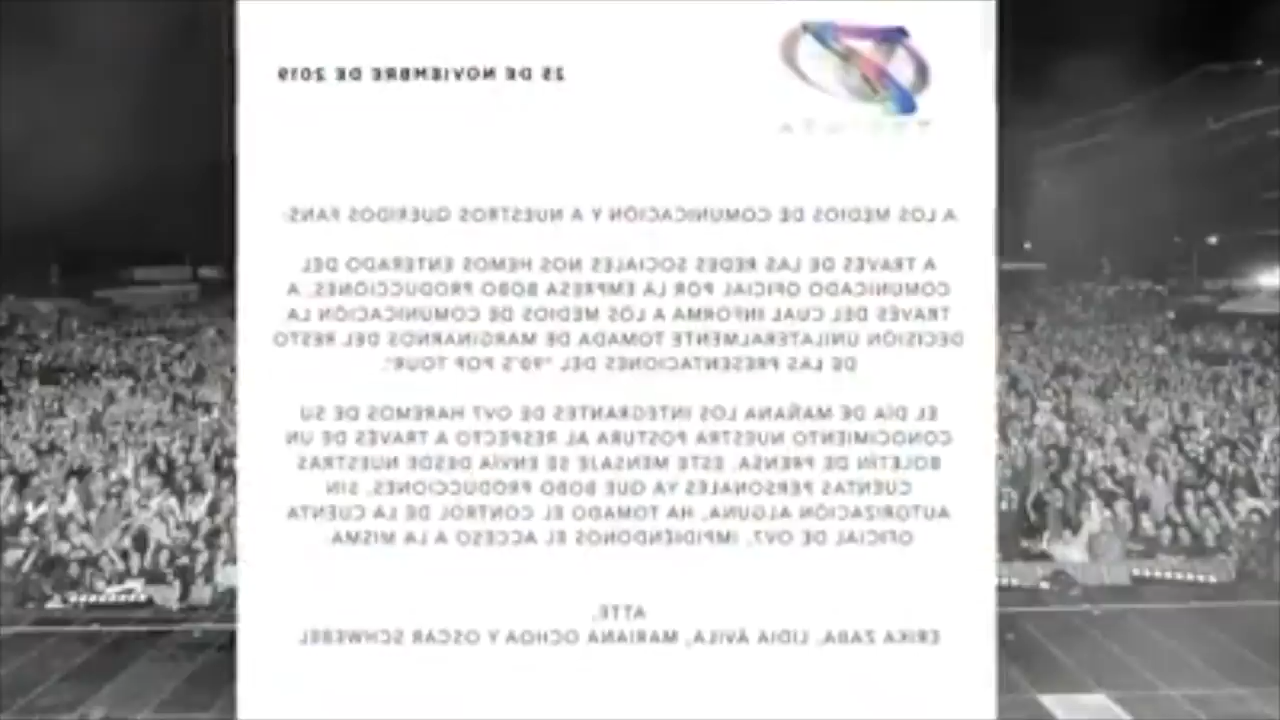 25 DE NOVIEMBRE DE 2019
A LOS MEDIOS DE COMUNICACIÓN Y A NUESTROS QUERIDOS FANS:
A TRAVÉS DE LAS REDES SOCIALES NOS HEMOS ENTERADO DEL
COMUNICADO OFICIAL POR LA EMPRESA BOBO PRODUCCIONES, A
TRAVÉS DEL CUAL INFORMA A LOS MEDIOS DE COMUNICACIÓN LA
DECISIÓN UNILATERALMENTE TOMADA DE MARGINARNOS DEL RESTO
DE LAS PRESENTACIONES DEL "90'S POP TOUR".
EL DÍA DE MAÑANA LOS INTEGRANTES DE OV7 HAREMOS DE SU
CONOCIMIENTO NUESTRA POSTURA AL RESPECTO A TRAVÉS DE UN
BOLETÍN DE PRENSA. ESTE MENSAJE SE ENVÍA DESDE NUESTRAS
CUENTAS PERSONALES YA QUE BOBO PRODUCCIONES, SIN
AUTORIZACIÓN ALGUNA, HA TOMADO EL CONTROL DE LA CUENTA
OFICIAL DE OV7, IMPIDIÉNDONOS EL ACCESO A LA MISMA.
ATTE.
ERIKA ZABA, LIDIA ÁVILA, MARIANA OCHOA Y OSCAR SCHWEBEL